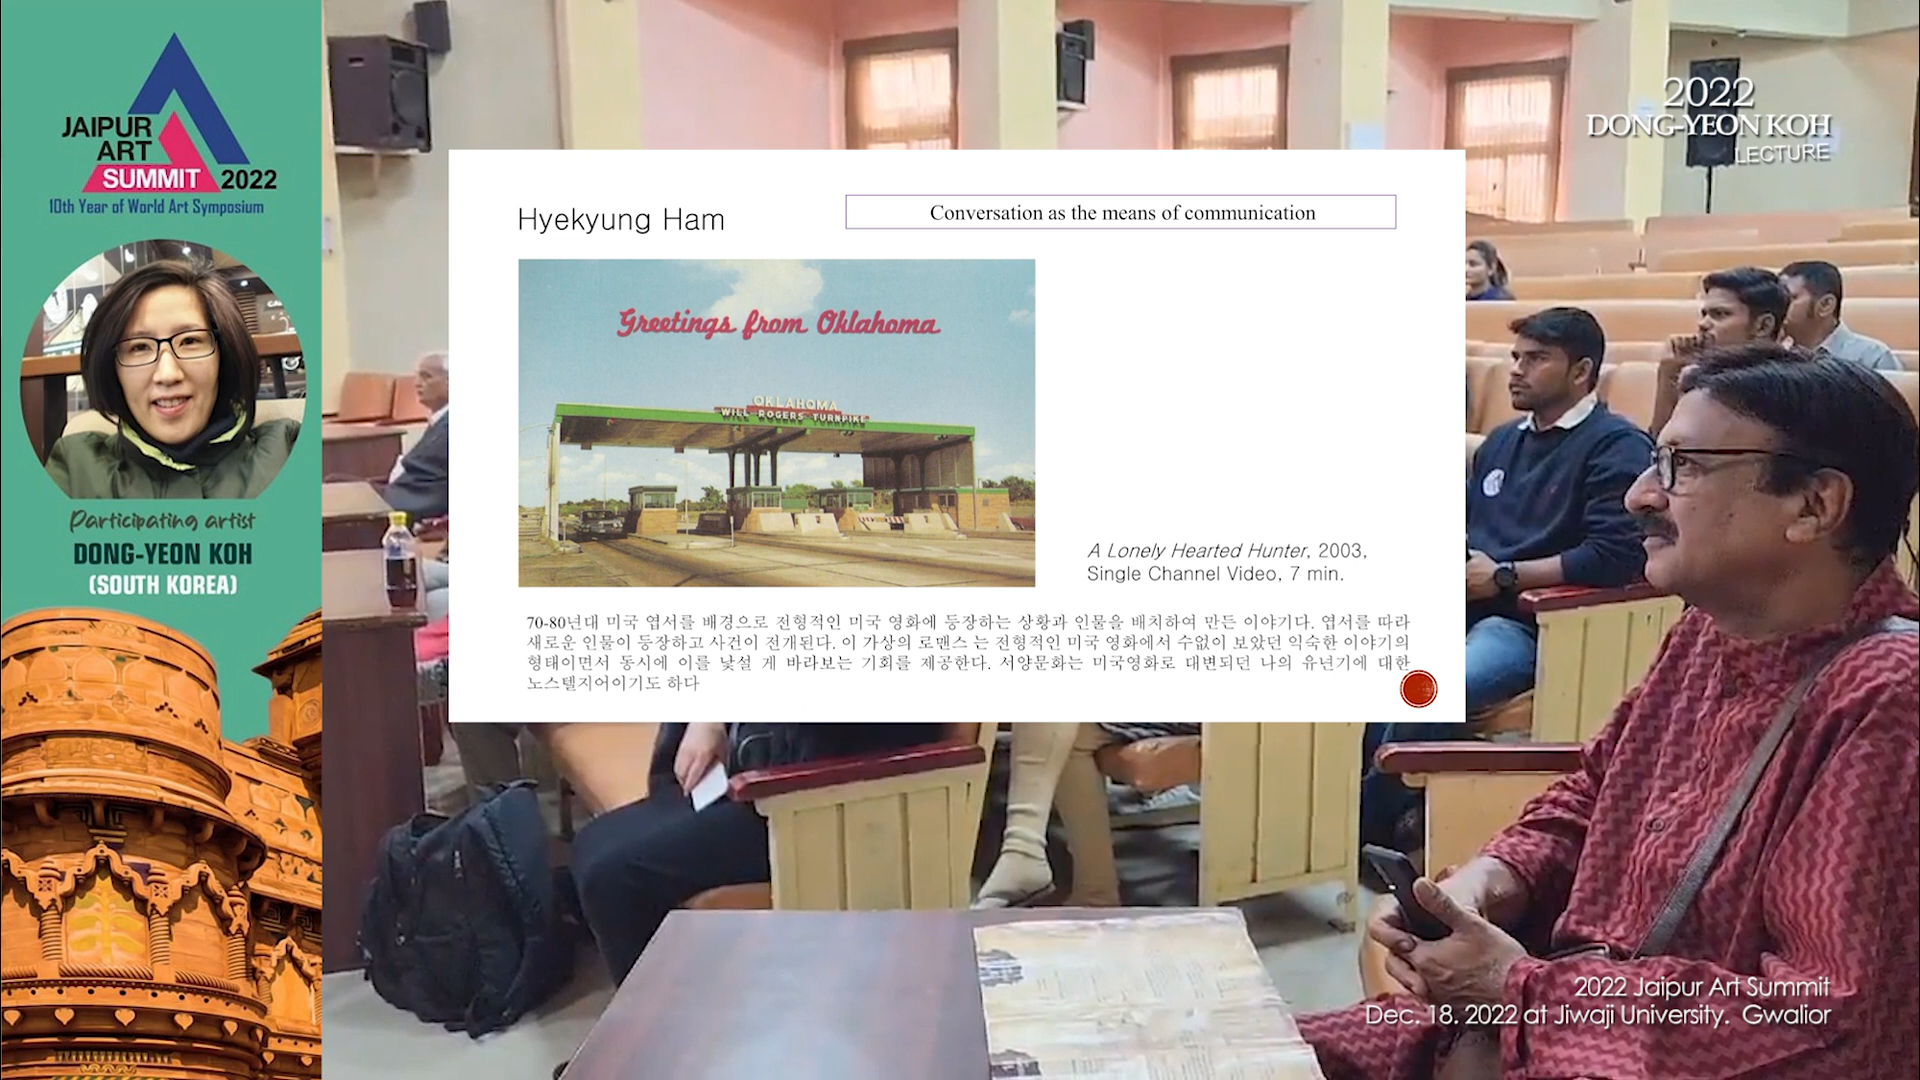 JAIPUR
ART
SUMMIT 2022
10th Year of World Art Symposium
Participating artist
DONG-YEON KOH
(SOUTH KOREA)
2022
DONG-YEON KOH
LECTURE
Hyekyung Ham
Conversation as the means of communication
Greetings from Oklahoma
OKLAHOMA
WILL ROGERS TURNPIKE
A Lonely Hearted Hunter, 2003,
Single Channel Video, 7 min.
70-80년대 미국 엽서를 배경으로 전형적인 미국 영화에 등장하는 상황과 인물을 배치하여 만든 이야기다. 엽서를 따라
새로운 인물이 등장하고 사건이 전개된다. 이 가상의 로맨스 는 전형적인 미국 영화에서 수없이 보았던 익숙한 이야기의
형태이면서 동시에 이를 낯설 게 바라보는 기회를 제공한다. 서양문화는 미국영화로 대변되던 나의 유년기에 대한
노스텔지어이기도 하다
2022 Jaipur Art Summit
Dec. 18. 2022 at Jiwaji University. Gwalior